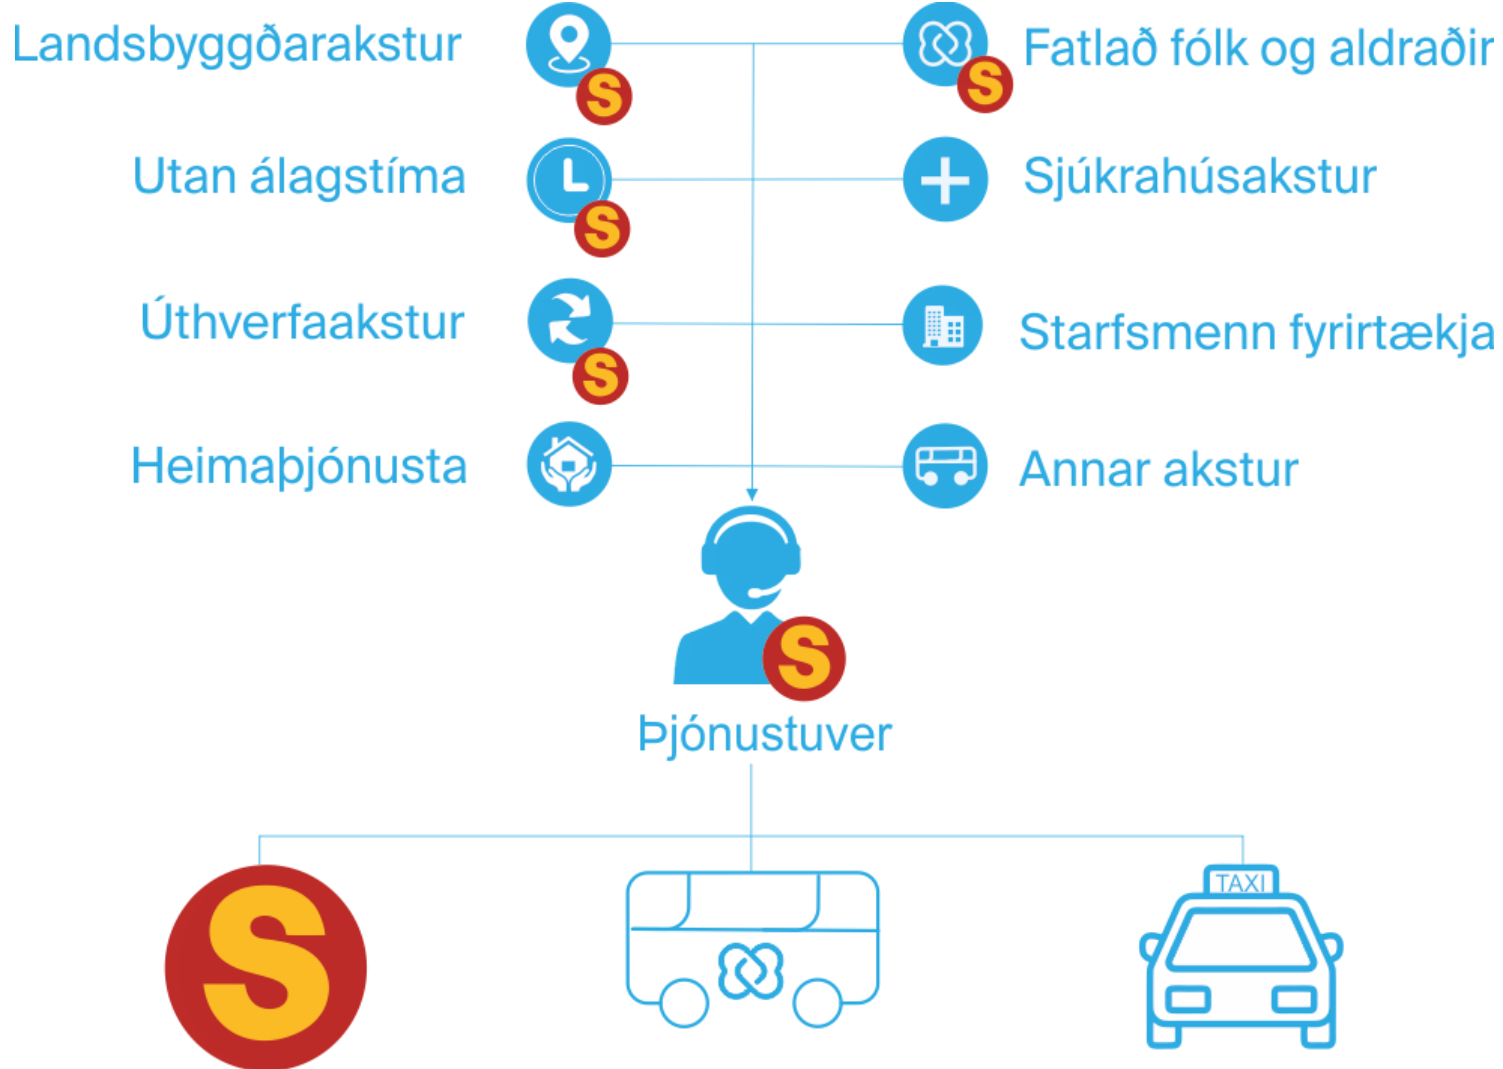 Landsbyggðarakstur
S
Fatlað fólk og aldraðir
S
Utan álagstíma
S
Sjúkrahúsakstur
Úthverfaakstur
S
Starfsmenn fyrirtækja
Heimaþjónusta
Annar akstur
S
Þjónustuver
S
TAXI